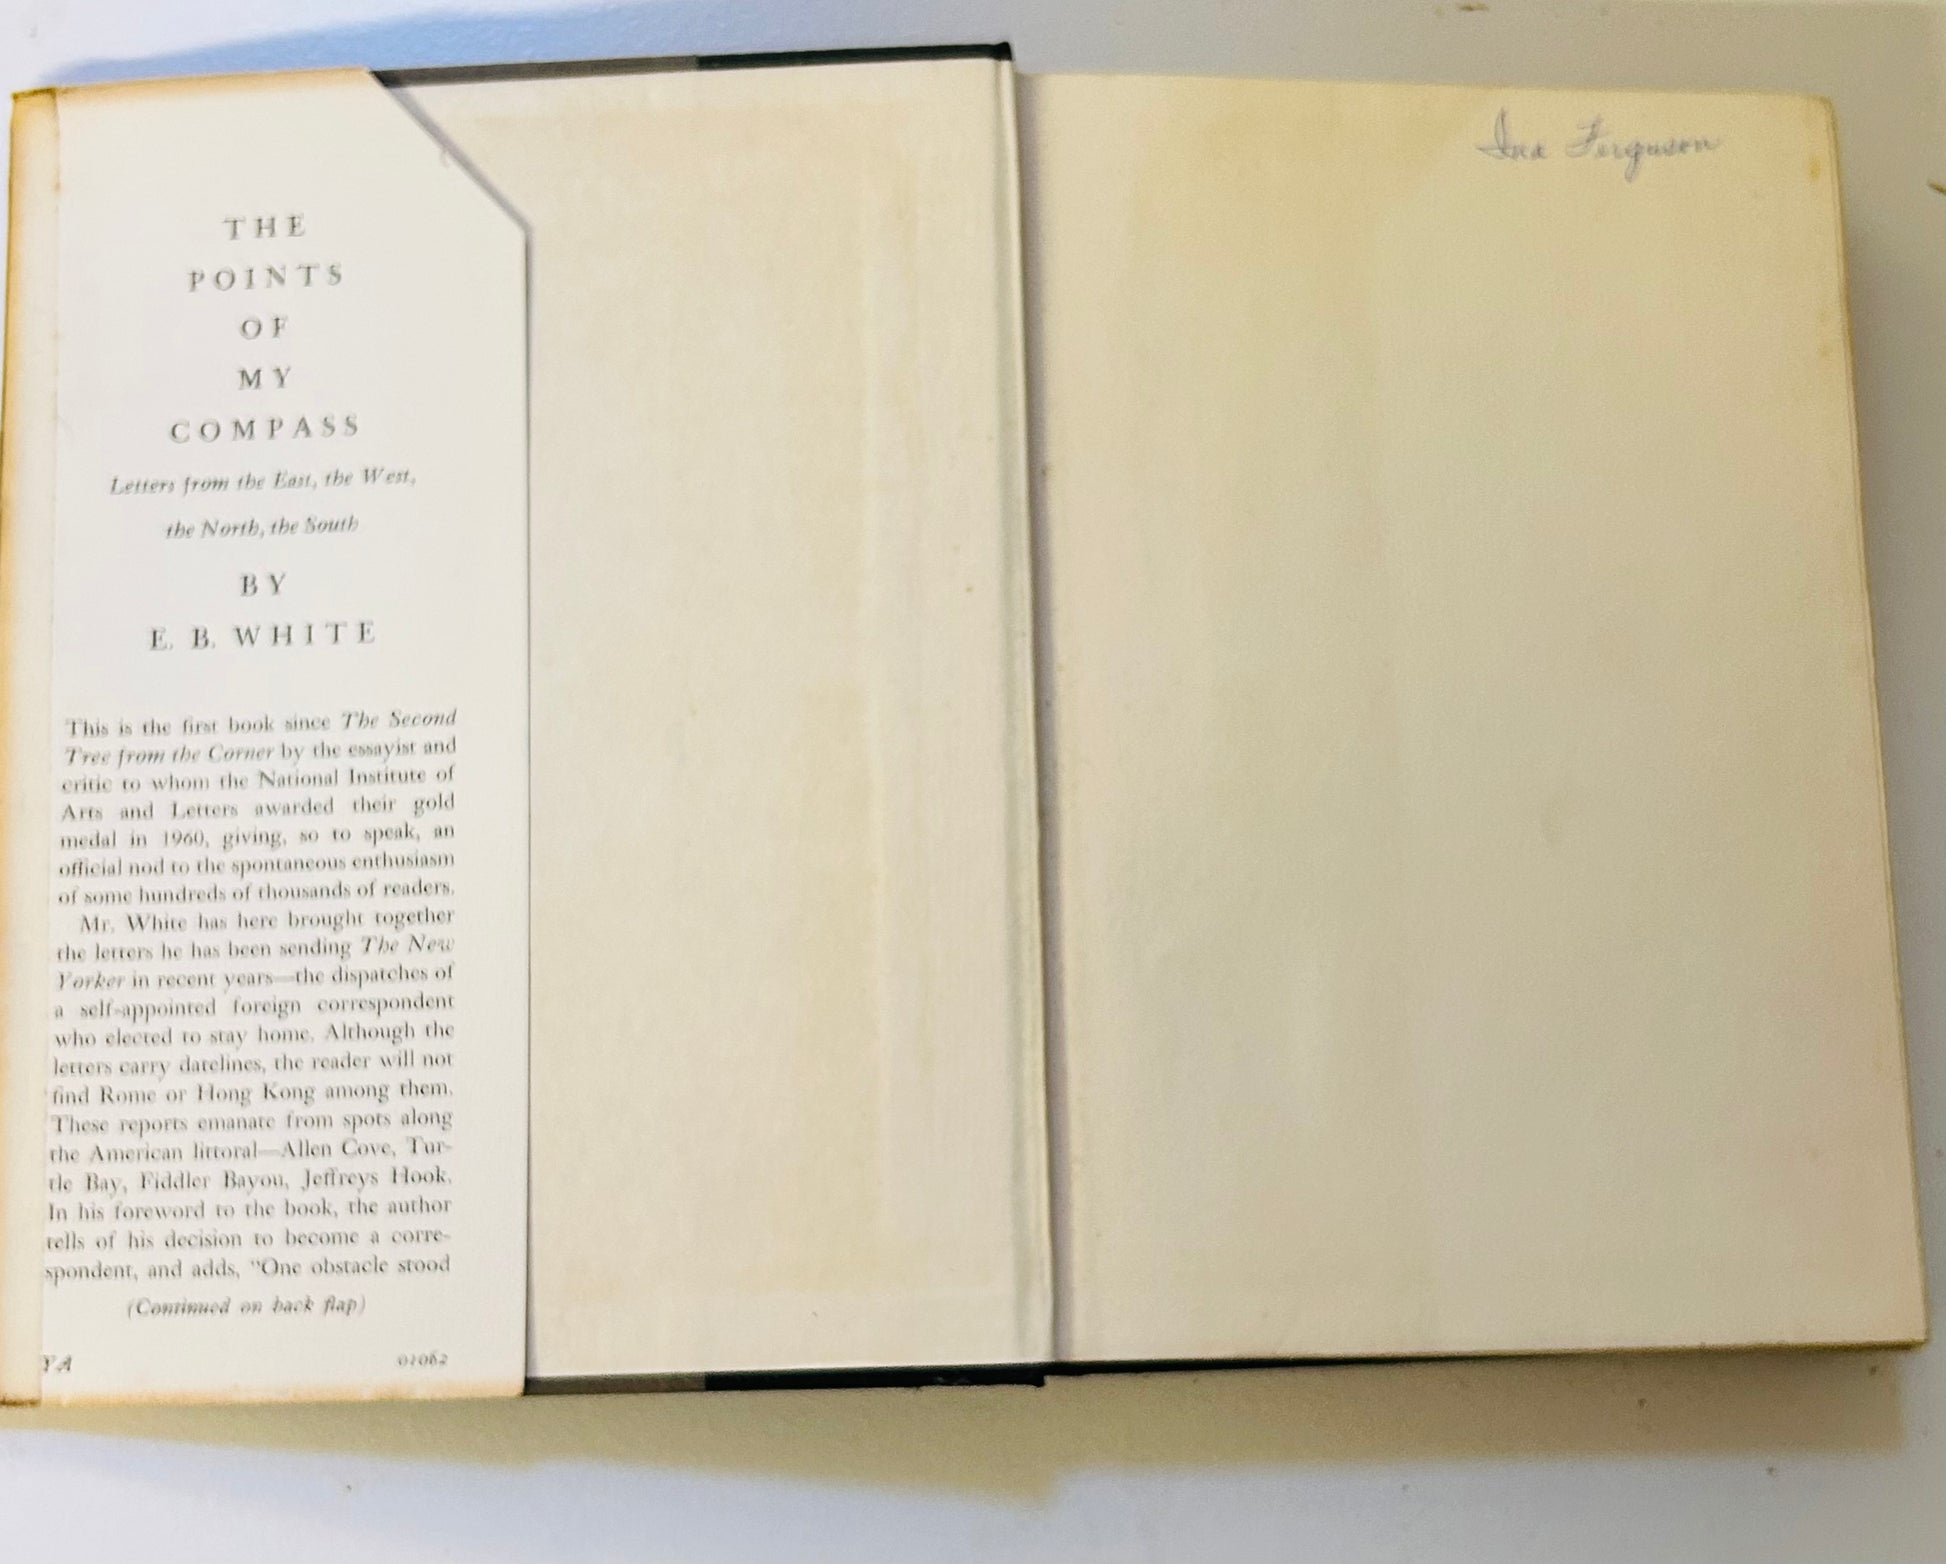 THE
POINTS
OF
MY
COMPASS
Letters from the East, the West,
the North, the South
BY
E. B. WHITE
This is the first book since The Second
Tree from the Corner by the essayist and
critic to whom the National Institute of
Arts and Letters awarded their gold
medal in 1960, giving, so to speak, an
official nod to the spontaneous enthusiasm
of some hundreds of thousands of readers.
Mr. White has here brought together
the letters he has been sending The New
Yorker in recent years—the dispatches of
a self-appointed foreign correspondent
who elected to stay home. Although the
letters carry datelines, the reader will not
find Rome or Hong Kong among them.
These reports emanate from spots along
the American littoral—Allen Cove, Tur-
tle Bay, Fiddler Bayou, Jeffreys Hook.
In his foreword to the book, the author
tells of his decision to become a corre-
spondent, and adds, "One obstacle stood
(Continued on back flap)
YA 01062
Ina Ferguson